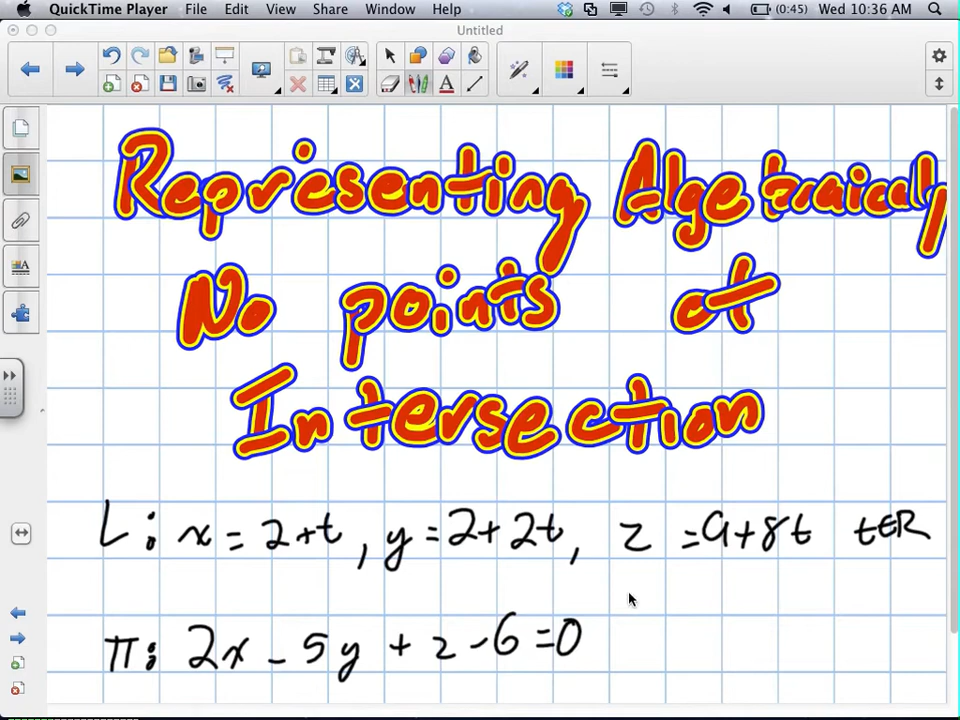 QuickTime Player File Edit View Share Window Help (0:45) Wed 10:36 AM
Untitled
Representing Algebraicaly
No points of
Intersection
L: x = 2+t, y = 2+2t, z = 9+8t t∈R
π: 2x - 5y + z - 6 = 0